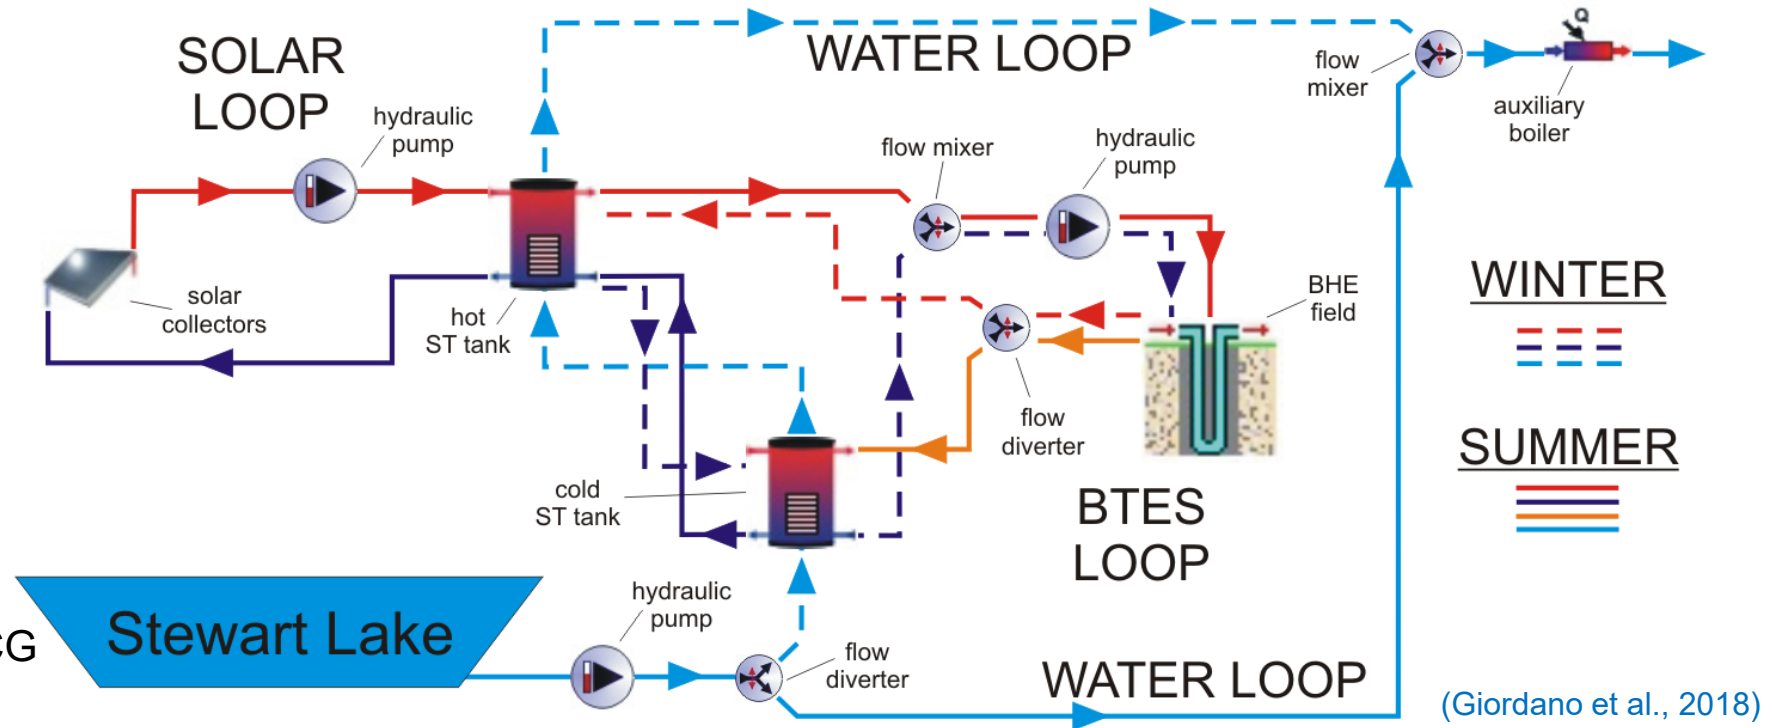 SOLAR
LOOP
WATER LOOP
Q
flow
mixer
auxiliary
boiler
hydraulic
pump
flow mixer
hydraulic
pump
solar
collectors
hot
ST tank
BHE
field
WINTER
flow
diverter
SUMMER
cold
ST tank
BTES
LOOP
CG
Stewart Lake
hydraulic
pump
flow
diverter
WATER LOOP
(Giordano et al., 2018)